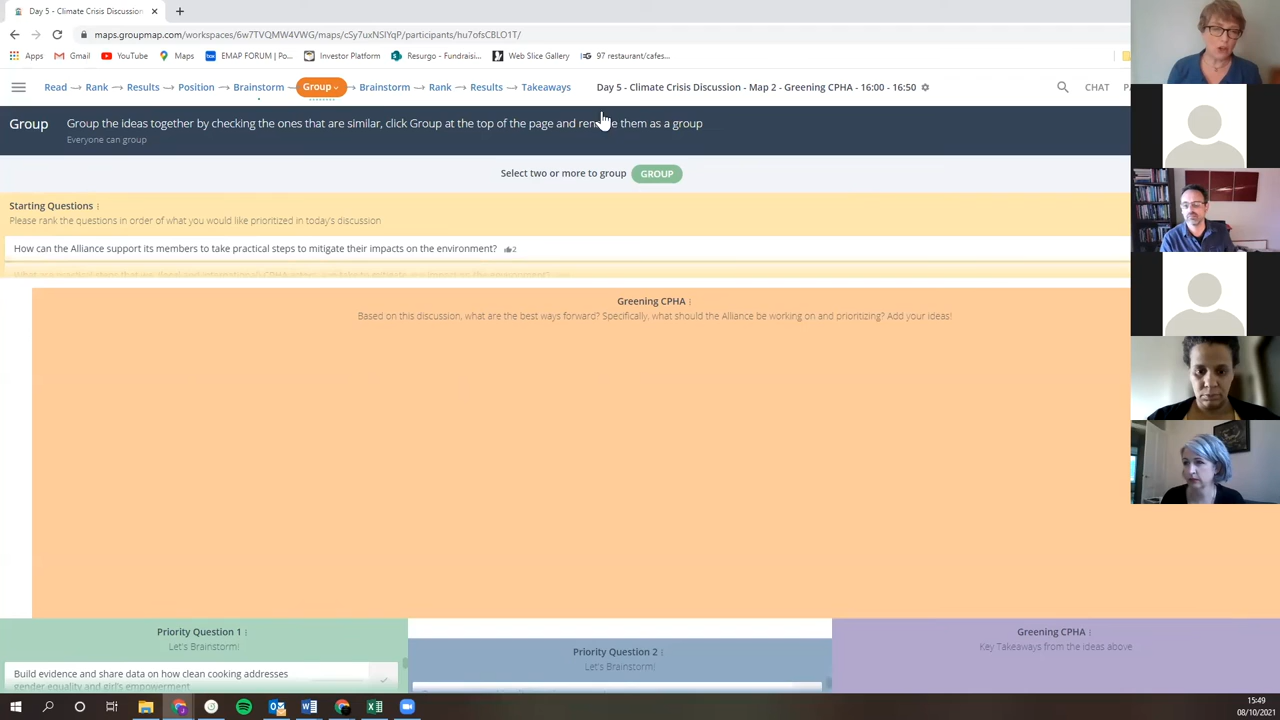 Day 5 - Climate Crisis Discussion
maps.groupmap.com/workspaces/6w7TVQMW4VWG/maps/cSy7uxNSIYqP/participants/hu7ofsCBLO1T/
Apps Gmail YouTube Maps EMAP FORUM | Po... Investor Platform Resurgo - Fundraisi... Web Slice Gallery 97 restaurant/cafes...
Read Rank Results Position Brainstorm Group Brainstorm Rank Results Takeaways Day 5 - Climate Crisis Discussion - Map 2 - Greening CPHA - 16:00 - 16:50 CHAT
Group Group the ideas together by checking the ones that are similar, click Group at the top of the page and rename them as a group
Everyone can group
Select two or more to group GROUP
Starting Questions
Please rank the questions in order of what you would like prioritized in today's discussion
How can the Alliance support its members to take practical steps to mitigate their impacts on the environment? 2
Greening CPHA
Based on this discussion, what are the best ways forward? Specifically, what should the Alliance be working on and prioritizing? Add your ideas!
Priority Question 1
Let's Brainstorm!
Build evidence and share data on how clean cooking addresses
gender equality and girl's empowerment
Priority Question 2
Let's Brainstorm!
Greening CPHA
Key Takeaways from the ideas above
15:49
08/10/2021